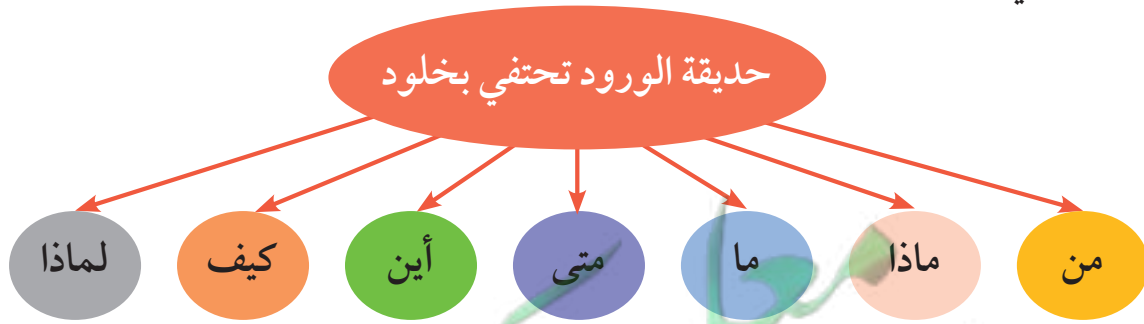 حديقة الورود تحتفي بخلود
من ماذا ما متى أين كيف لماذا